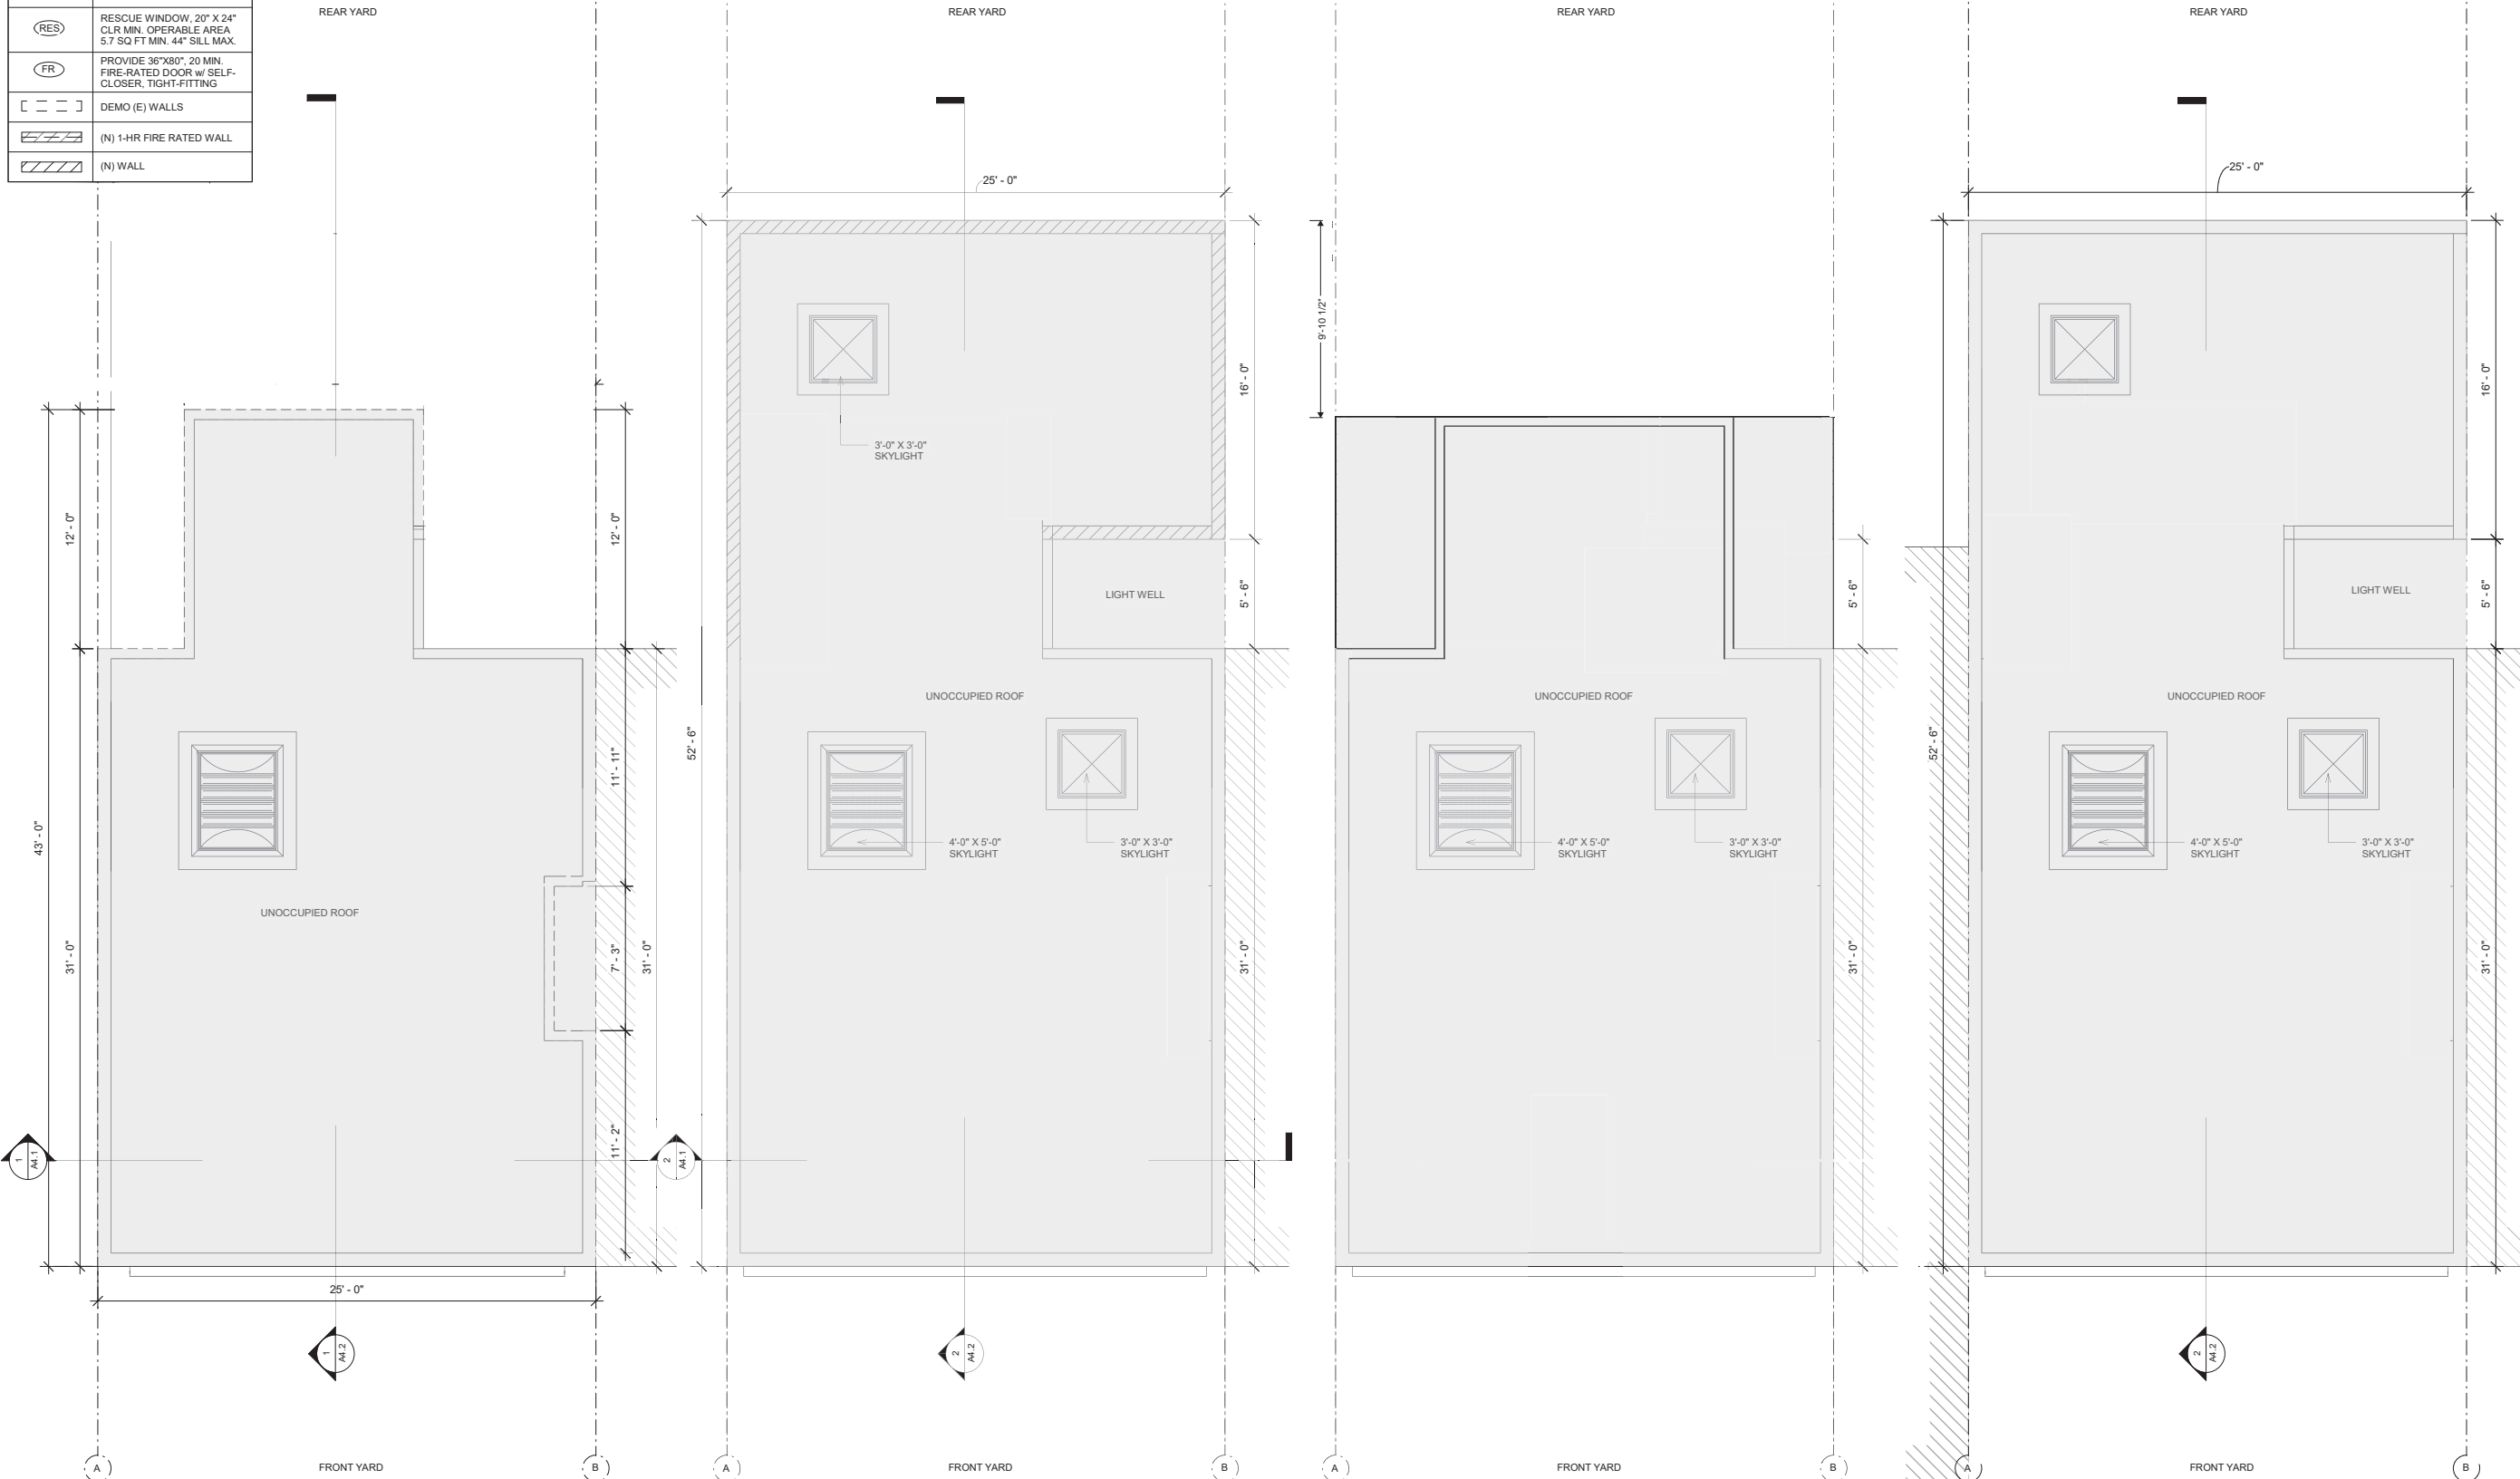 RES
RESCUE WINDOW, 20" X 24"
CLR MIN. OPERABLE AREA
5.7 SQ FT MIN. 44" SILL MAX.
FR
PROVIDE 36"X80", 20 MIN.
FIRE-RATED DOOR w/ SELF-
CLOSER, TIGHT-FITTING
DEMO (E) WALLS
(N) 1-HR FIRE RATED WALL
(N) WALL
REAR YARD
12' - 0"
12' - 0"
43' - 0"
31' - 0"
11' - 11"
7' - 3"
31' - 0"
11' - 2"
UNOCCUPIED ROOF
25' - 0"
1
A4.1
1
A4.2
A
FRONT YARD
B
REAR YARD
25' - 0"
3'-0" X 3'-0"
SKYLIGHT
16' - 0"
LIGHT WELL
5' - 6"
52' - 6"
UNOCCUPIED ROOF
4'-0" X 5'-0"
SKYLIGHT
3'-0" X 3'-0"
SKYLIGHT
31' - 0"
2
A4.1
2
A4.2
A
FRONT YARD
B
REAR YARD
9'-10 1/2"
5' - 6"
UNOCCUPIED ROOF
4'-0" X 5'-0"
SKYLIGHT
3'-0" X 3'-0"
SKYLIGHT
31' - 0"
A
FRONT YARD
B
REAR YARD
25' - 0"
16' - 0"
LIGHT WELL
5' - 6"
52' - 6"
UNOCCUPIED ROOF
4'-0" X 5'-0"
SKYLIGHT
3'-0" X 3'-0"
SKYLIGHT
31' - 0"
2
A4.2
A
FRONT YARD
B